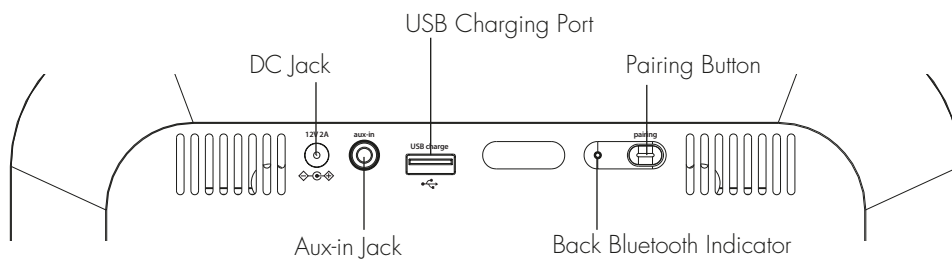 USB Charging Port
DC Jack
Pairing Button
12V 2A
aux-in
USB charge
pairing
Aux-in Jack
Back Bluetooth Indicator